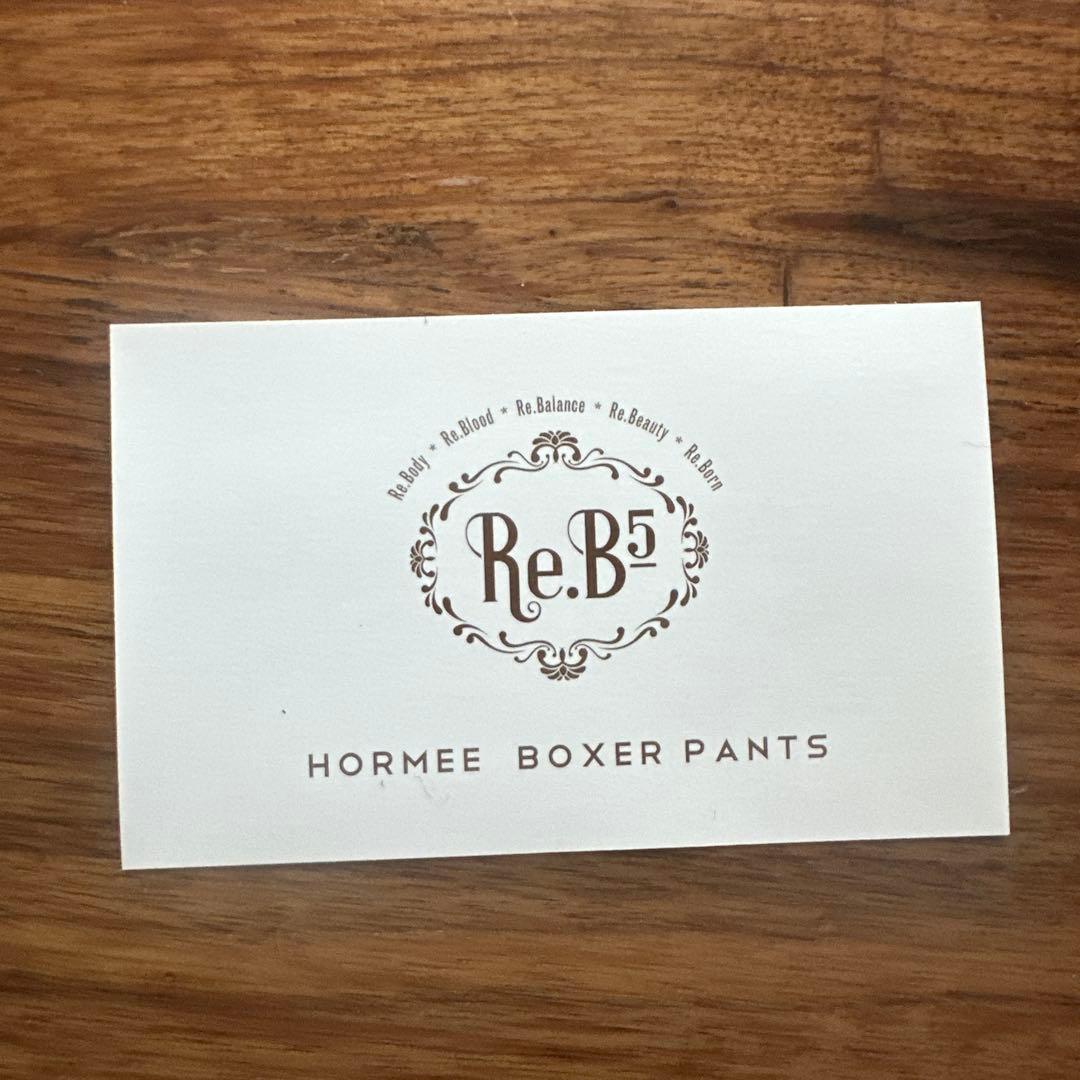 Re.Body * Re.Blood * Re.Balance * Re.Beauty * Re.Born
Re.B5
HORMEE BOXER PANTS